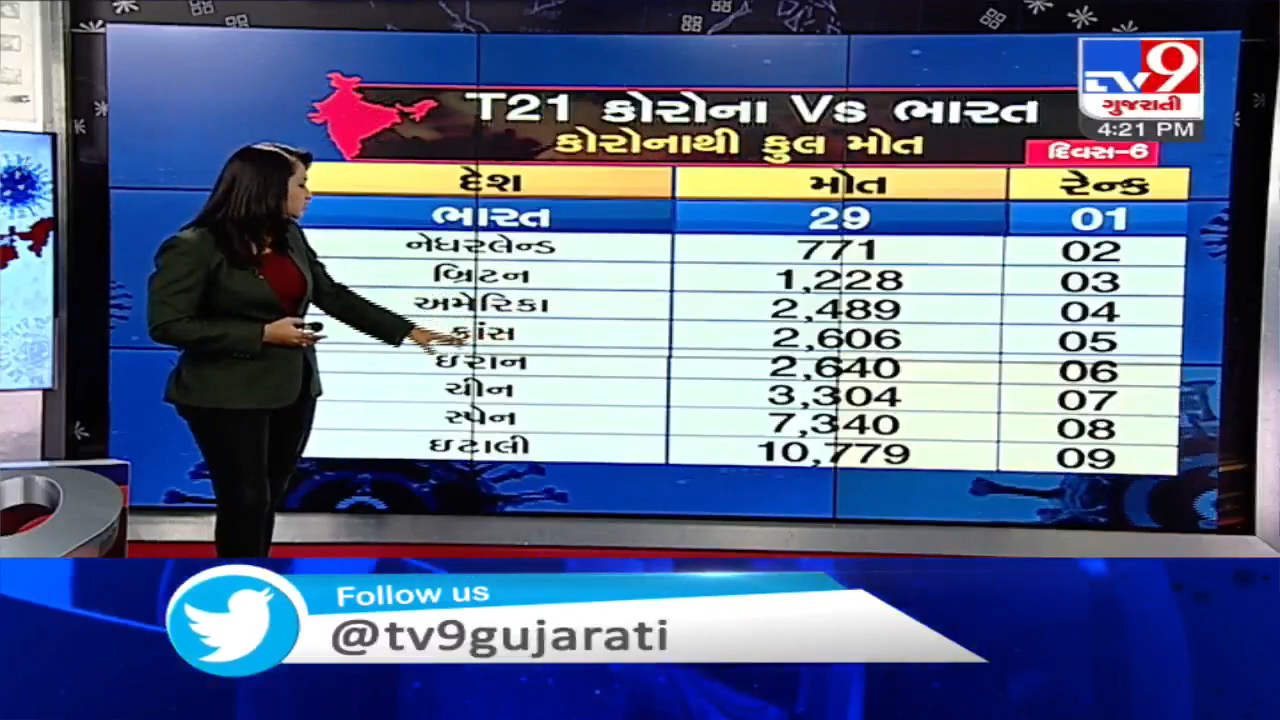 T21 કોરોના Vs ભારત
કોરોનાથી કુલ મોત
દિવસ-6
TV9
ગુજરાતી
4:21 PM
દેશ મોત રેન્ક
ભારત 29 01
નેધરલેન્ડ 771 02
બ્રિટન 1,228 03
અમેરિકા 2,489 04
ફ્રાંસ 2,606 05
ઇરાન 2,640 06
ચીન 3,304 07
સ્પેન 7,340 08
ઇટાલી 10,779 09
Follow us
@tv9gujarati